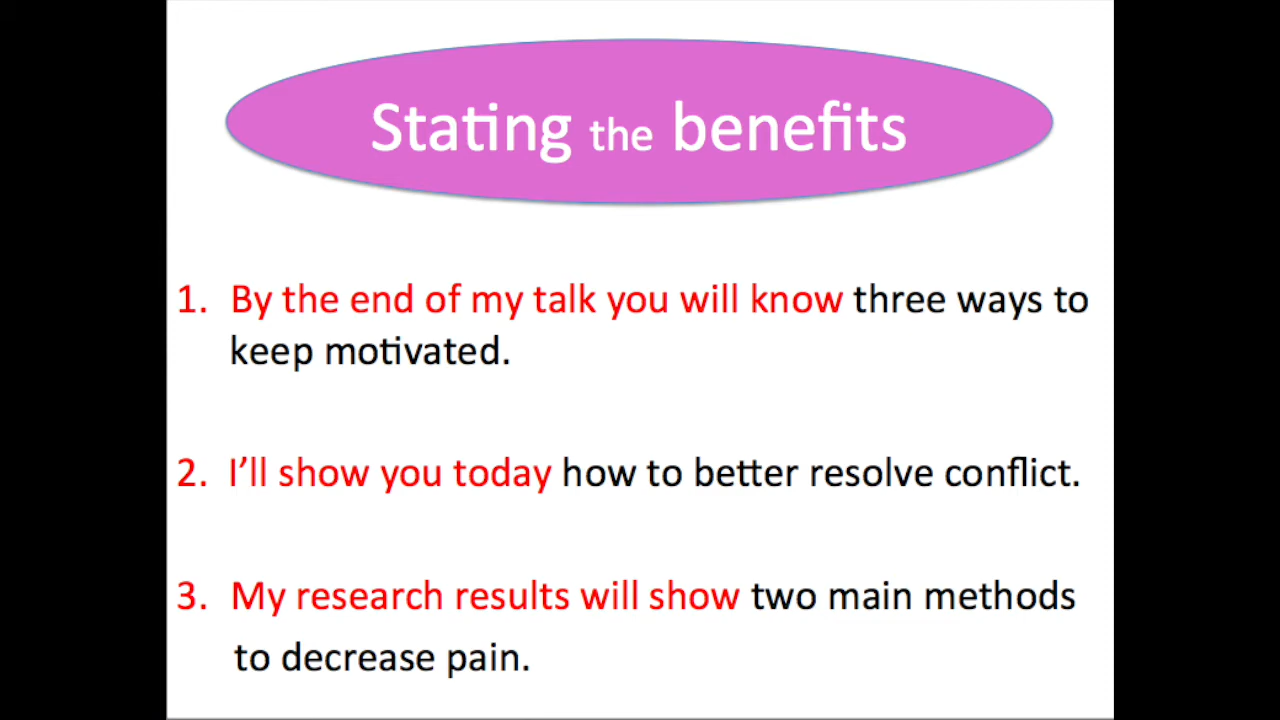 Stating the benefits
1. By the end of my talk you will know three ways to
keep motivated.
2. I’ll show you today how to better resolve conflict.
3. My research results will show two main methods
to decrease pain.